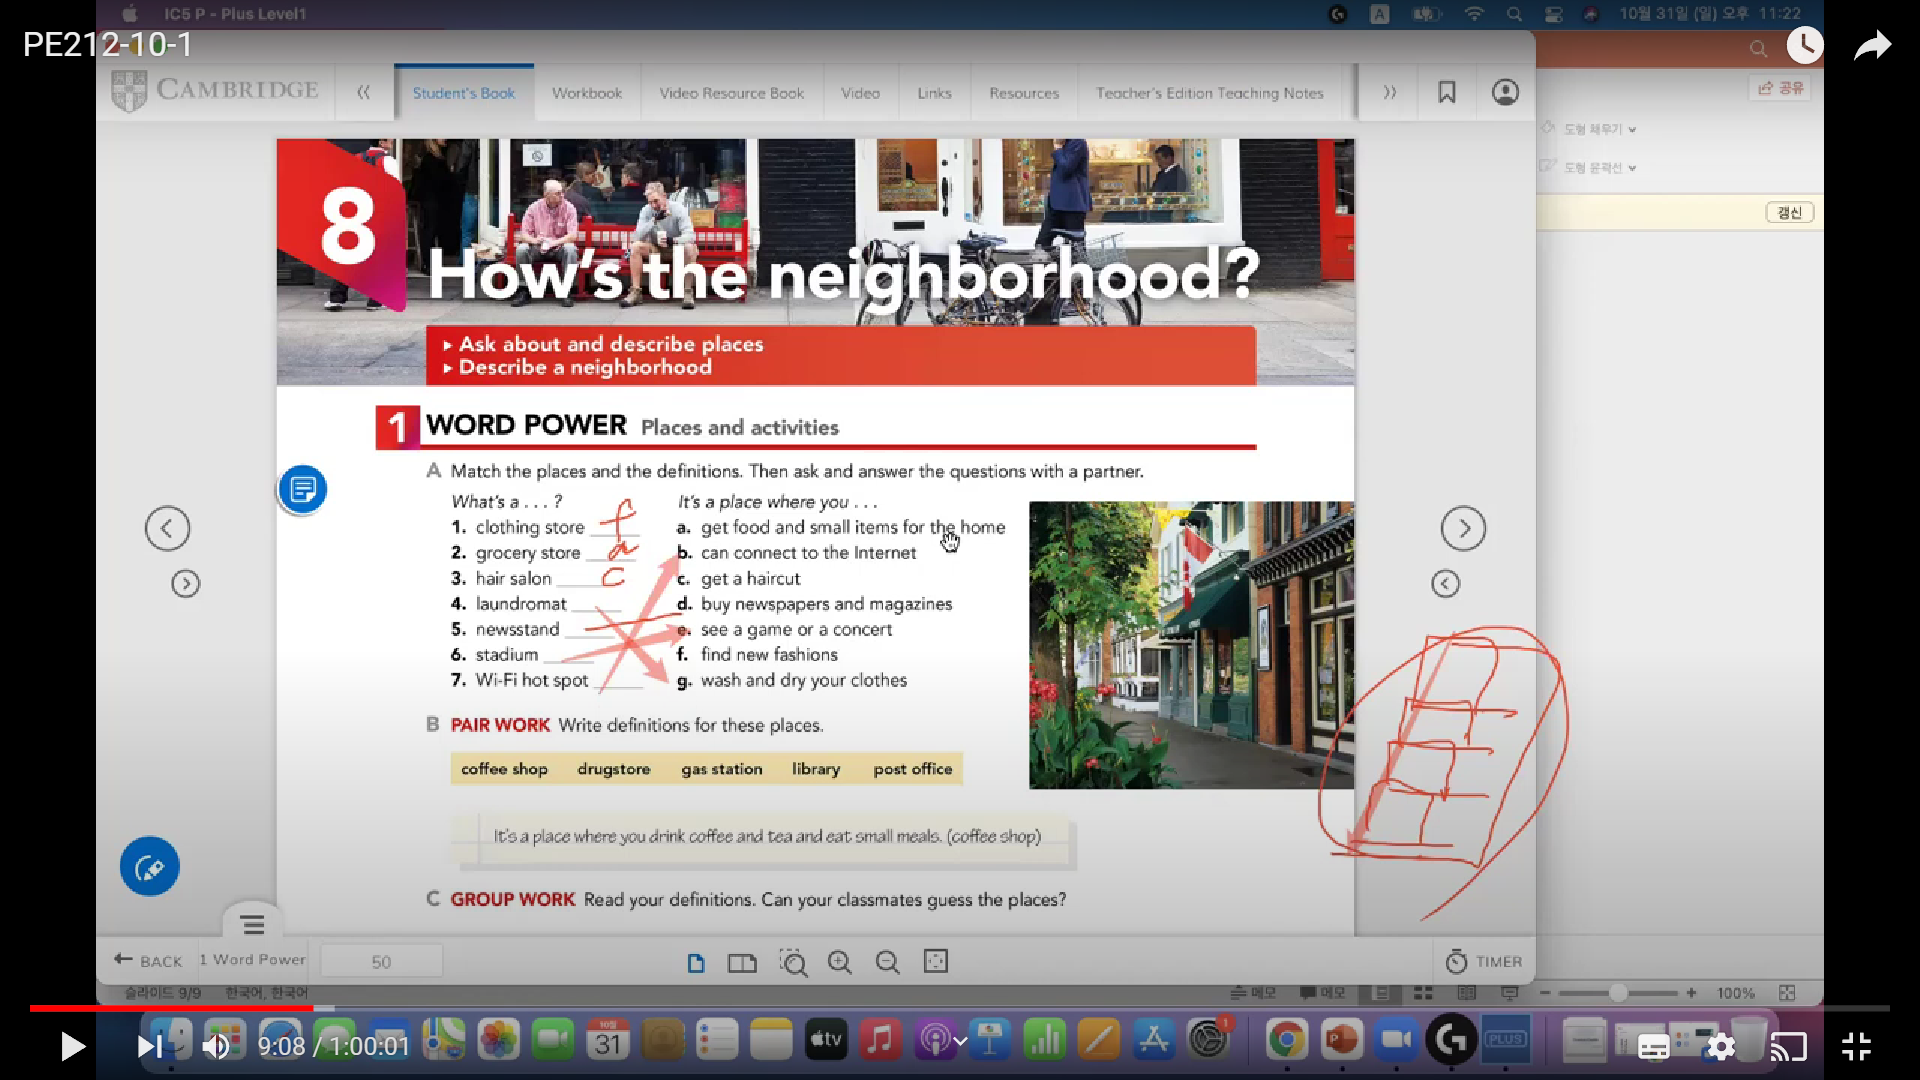 IC5 P - Plus Level1
A
10월 31일 (일) 오후 11:22
PE212-10-1
CAMBRIDGE
Student's Book
Workbook
Video Resource Book
Video
Links
Resources
Teacher's Edition Teaching Notes
공유
도형 채우기
도형 윤곽선
갱신
8
How's the neighborhood?
Ask about and describe places
Describe a neighborhood
1 WORD POWER Places and activities
A Match the places and the definitions. Then ask and answer the questions with a partner.
What's a . . . ? It's a place where you . . .
1. clothing store f a. get food and small items for the home
2. grocery store a b. can connect to the Internet
3. hair salon c c. get a haircut
4. laundromat d. buy newspapers and magazines
5. newsstand e. see a game or a concert
6. stadium f. find new fashions
7. Wi-Fi hot spot g. wash and dry your clothes
B PAIR WORK Write definitions for these places.
coffee shop drugstore gas station library post office
It's a place where you drink coffee and tea and eat small meals. (coffee shop)
C GROUP WORK Read your definitions. Can your classmates guess the places?
BACK
1 Word Power
50
TIMER
슬라이드 9/9 한국어, 한국어
메모
메모
100%
10월
31
tv
1
P
PLUS
9:08 / 1:00:01